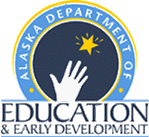 ALASKA DEPARTMENT OF
EDUCATION
& EARLY DEVELOPMENT